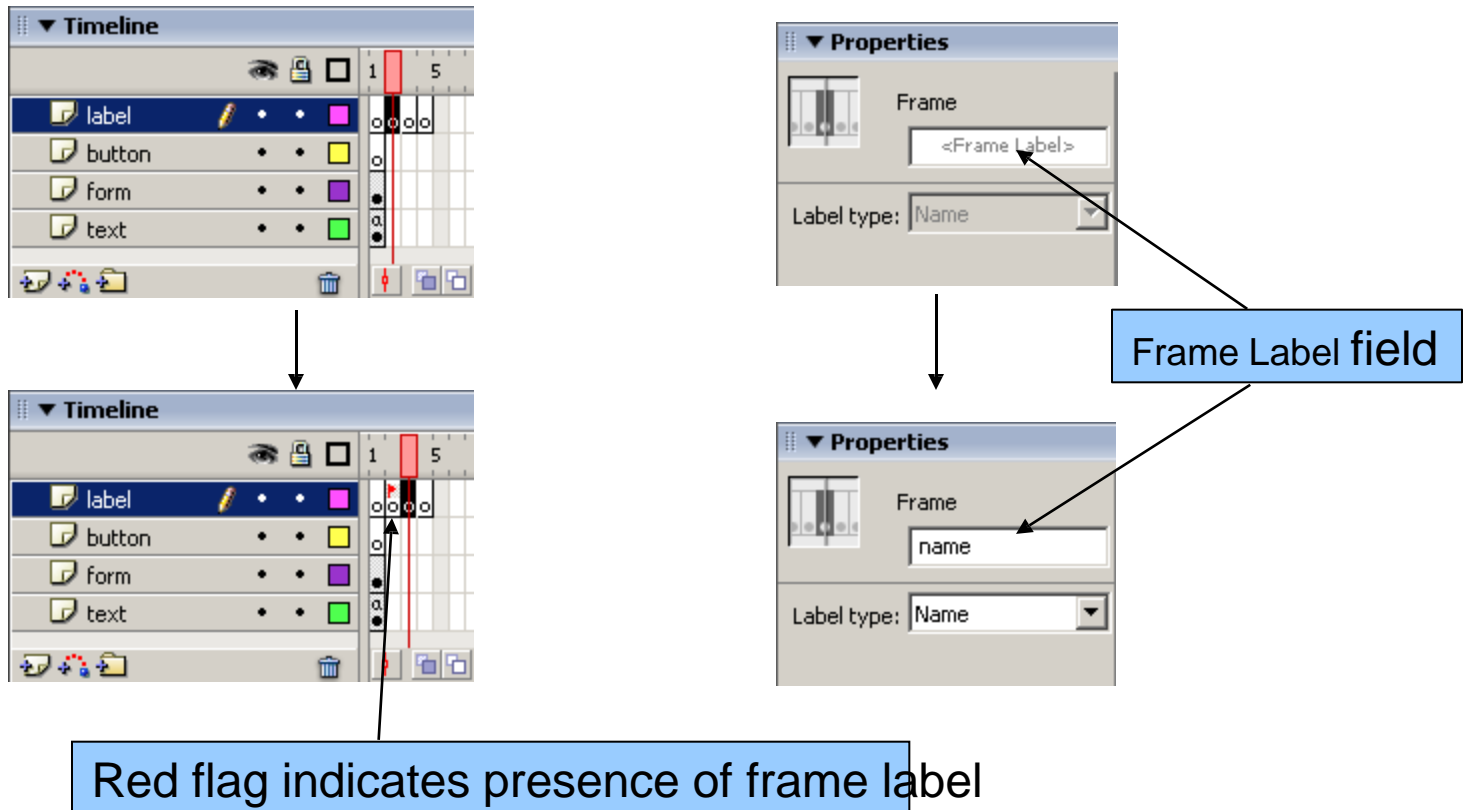 Timeline
1 5
label
button
form
a
text
Properties
Frame
<Frame Label>
Label type: Name
Frame Label field
Timeline
1 5
label
button
form
a
text
Properties
Frame
name
Label type: Name
Red flag indicates presence of frame label